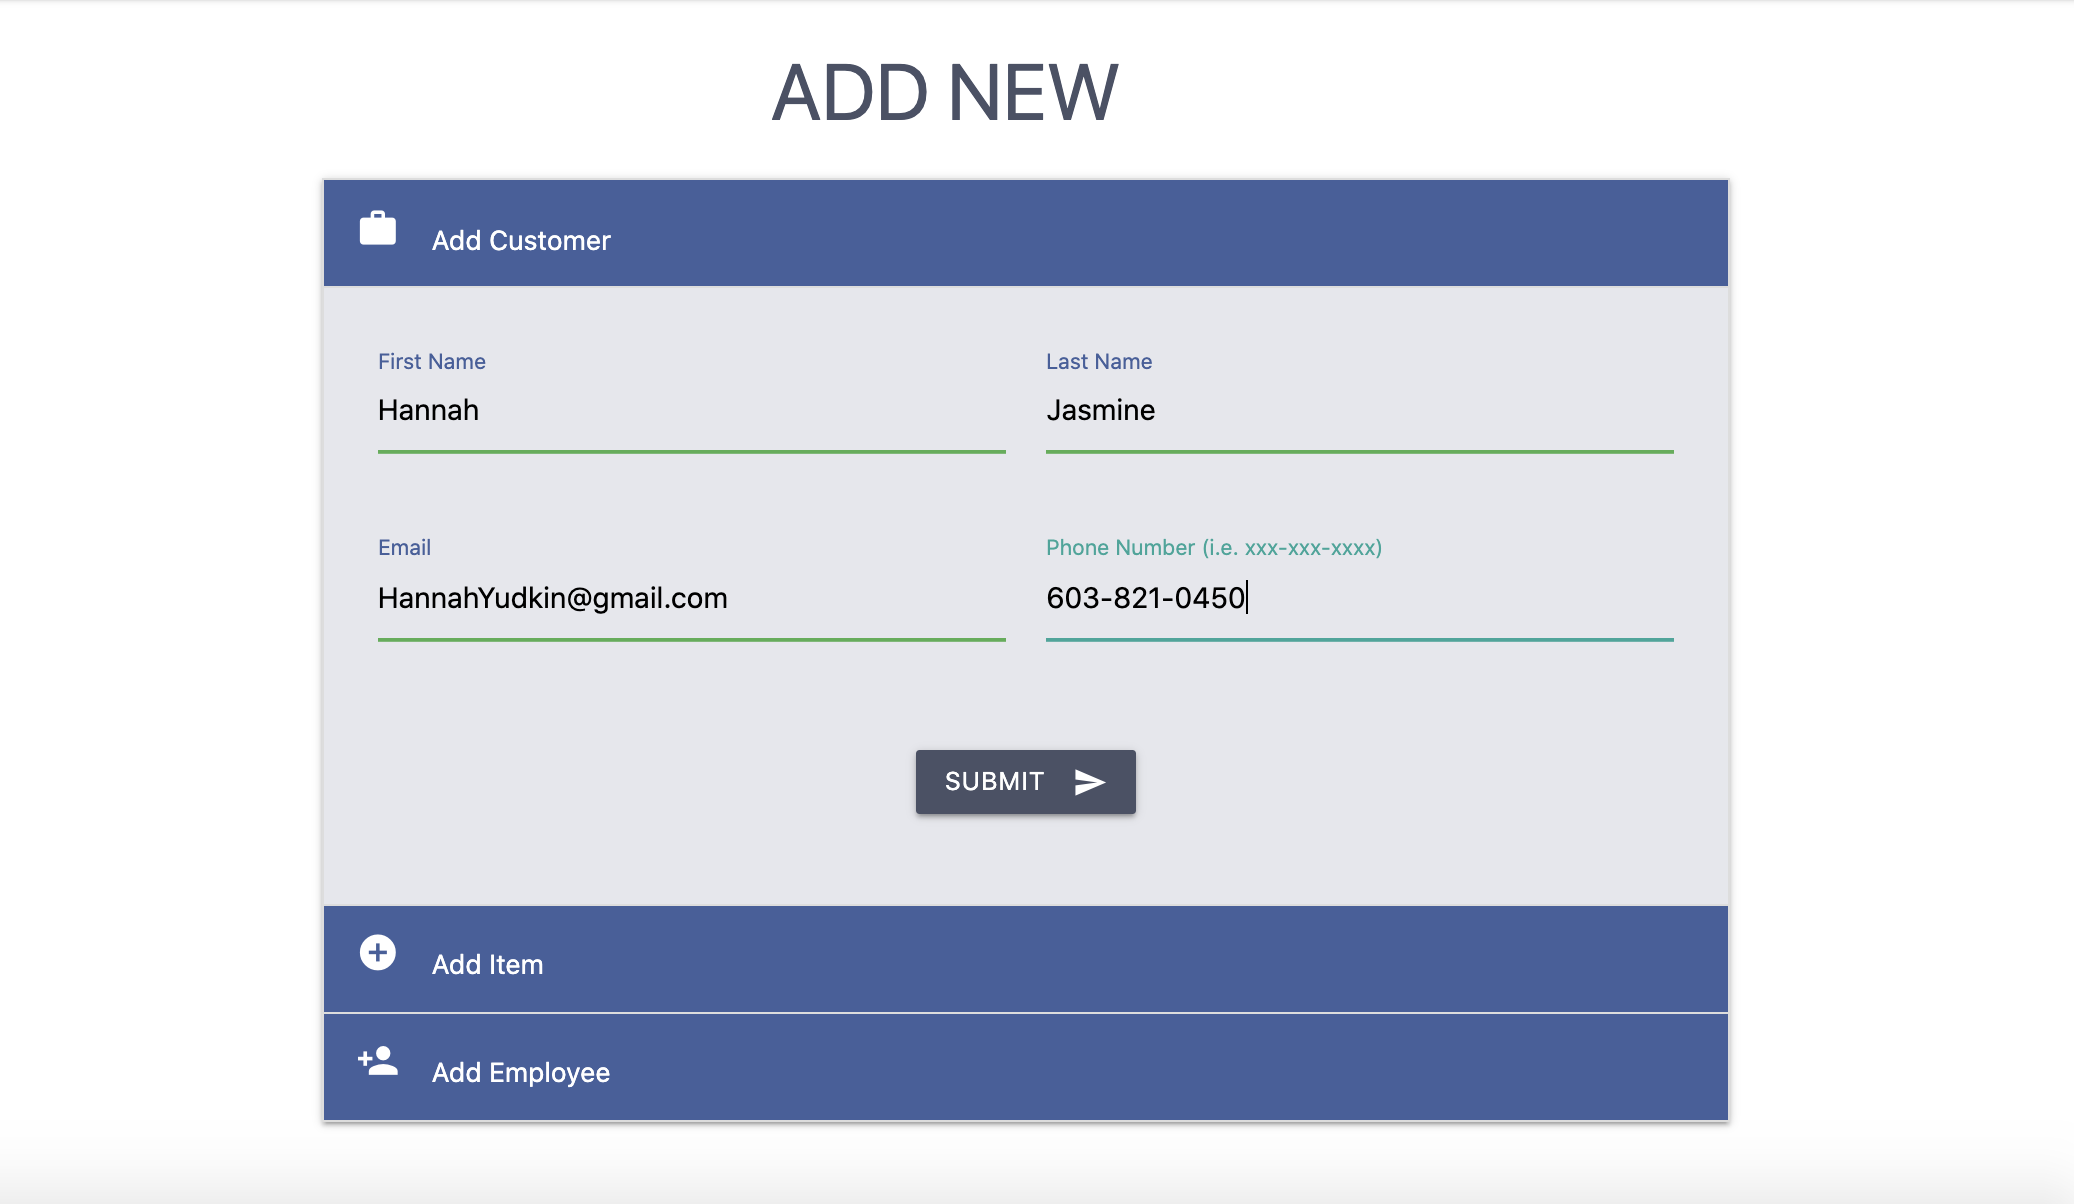 ADD NEW
Add Customer
First Name
Last Name
Hannah
Jasmine
Email
Phone Number (i.e. xxx-xxx-xxxx)
HannahYudkin@gmail.com
603-821-0450
SUBMIT
Add Item
Add Employee